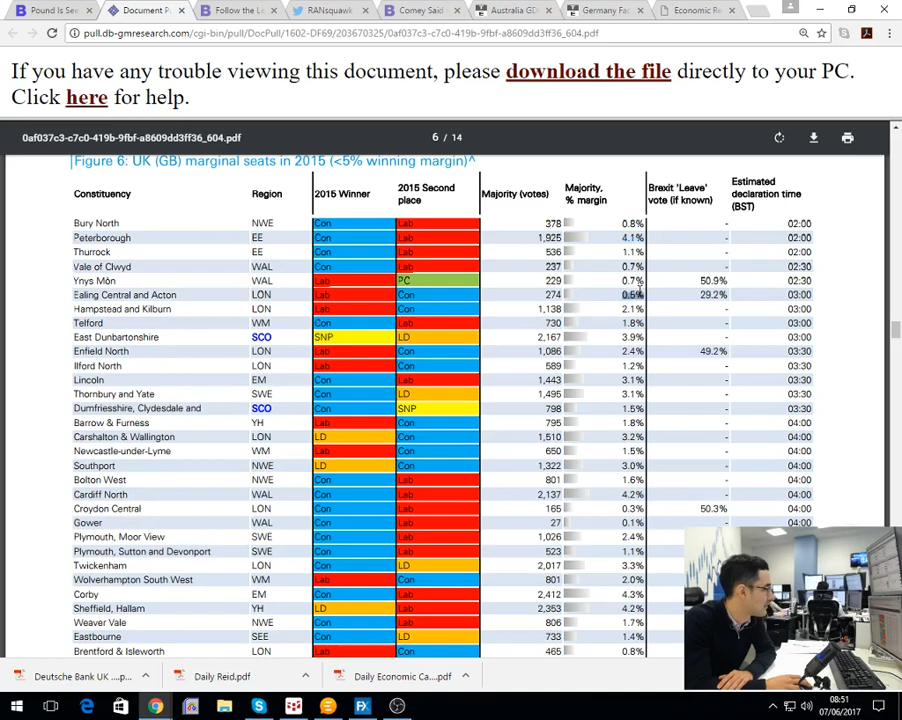 Pound Is See
Document P
Follow the Le
RANsquawk
Comey Said
Australia GD
Germany Fac
Economic Re
pull.db-gmresearch.com/cgi-bin/pull/DocPull/1602-DF69/203670325/0af037c3-c7c0-419b-9fbf-a8609dd3ff36_604.pdf
If you have any trouble viewing this document, please download the file directly to your PC.
Click here for help.
0af037c3-c7c0-419b-9fbf-a8609dd3ff36_604.pdf 6 / 14
Figure 6: UK (GB) marginal seats in 2015 (<5% winning margin)^
Constituency Region 2015 Winner 2015 Second place Majority (votes) Majority, % margin Brexit 'Leave' vote (if known) Estimated declaration time (BST)
Bury North NWE Con Lab 378 0.8% - 02:00
Peterborough EE Con Lab 1,925 4.1% - 02:00
Thurrock EE Con Lab 536 1.1% - 02:00
Vale of Clwyd WAL Con Lab 237 0.7% - 02:30
Ynys Môn WAL Lab PC 229 0.7% 50.9% 02:30
Ealing Central and Acton LON Lab Con 274 0.5% 29.2% 03:00
Hampstead and Kilburn LON Lab Con 1,138 2.1% - 03:00
Telford WM Con Lab 730 1.8% - 03:00
East Dunbartonshire SCO SNP LD 2,167 3.9% - 03:00
Enfield North LON Lab Con 1,086 2.4% 49.2% 03:30
Ilford North LON Lab Con 589 1.2% - 03:30
Lincoln EM Con Lab 1,443 3.1% - 03:30
Thornbury and Yate SWE Con LD 1,495 3.1% - 03:30
Dumfriesshire, Clydesdale and SCO Con SNP 798 1.5% - 03:30
Barrow & Furness YH Lab Con 795 1.8% - 04:00
Carshalton & Wallington LON LD Con 1,510 3.2% - 04:00
Newcastle-under-Lyme WM Lab Con 650 1.5% - 04:00
Southport NWE LD Con 1,322 3.0% - 04:00
Bolton West NWE Con Lab 801 1.6% - 04:00
Cardiff North WAL Con Lab 2,137 4.2% - 04:00
Croydon Central LON Con Lab 165 0.3% 50.3% 04:00
Gower WAL Con Lab 27 0.1% - 04:00
Plymouth, Moor View SWE Con Lab 1,026 2.4%
Plymouth, Sutton and Devonport SWE Con Lab 523 1.1%
Twickenham LON Con LD 2,017 3.3%
Wolverhampton South West WM Lab Con 801 2.0%
Corby EM Con Lab 2,412 4.3%
Sheffield, Hallam YH LD Lab 2,353 4.2%
Weaver Vale NWE Con Lab 806 1.7%
Eastbourne SEE Con LD 733 1.4%
Brentford & Isleworth LON Lab Con 465 0.8%
Deutsche Bank UK ....p...
Daily Reid.pdf
Daily Economic Ca....pdf
08:51
07/06/2017